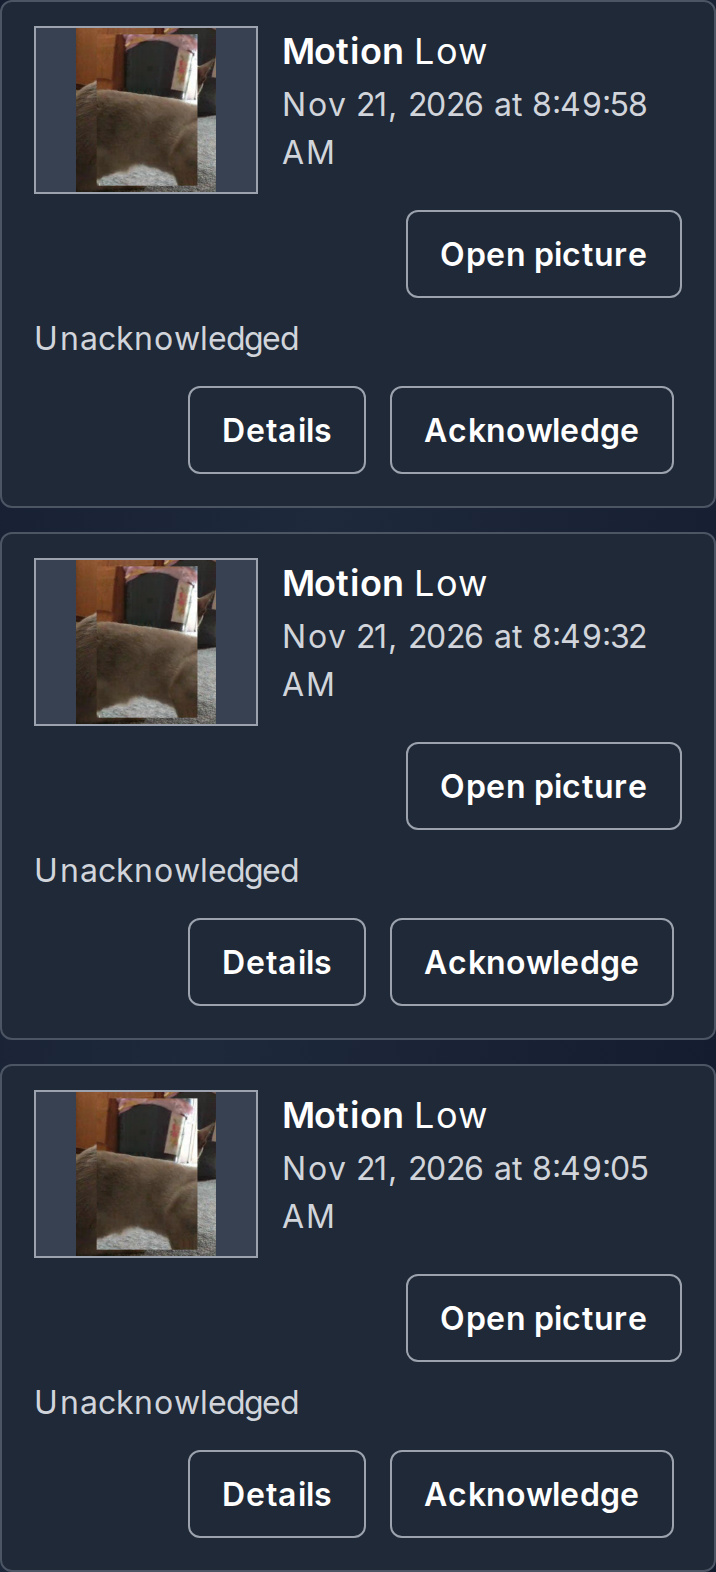 Motion Low
Nov 21, 2026 at 8:49:58
AM
Open picture
Unacknowledged
Details
Acknowledge
Motion Low
Nov 21, 2026 at 8:49:32
AM
Open picture
Unacknowledged
Details
Acknowledge
Motion Low
Nov 21, 2026 at 8:49:05
AM
Open picture
Unacknowledged
Details
Acknowledge